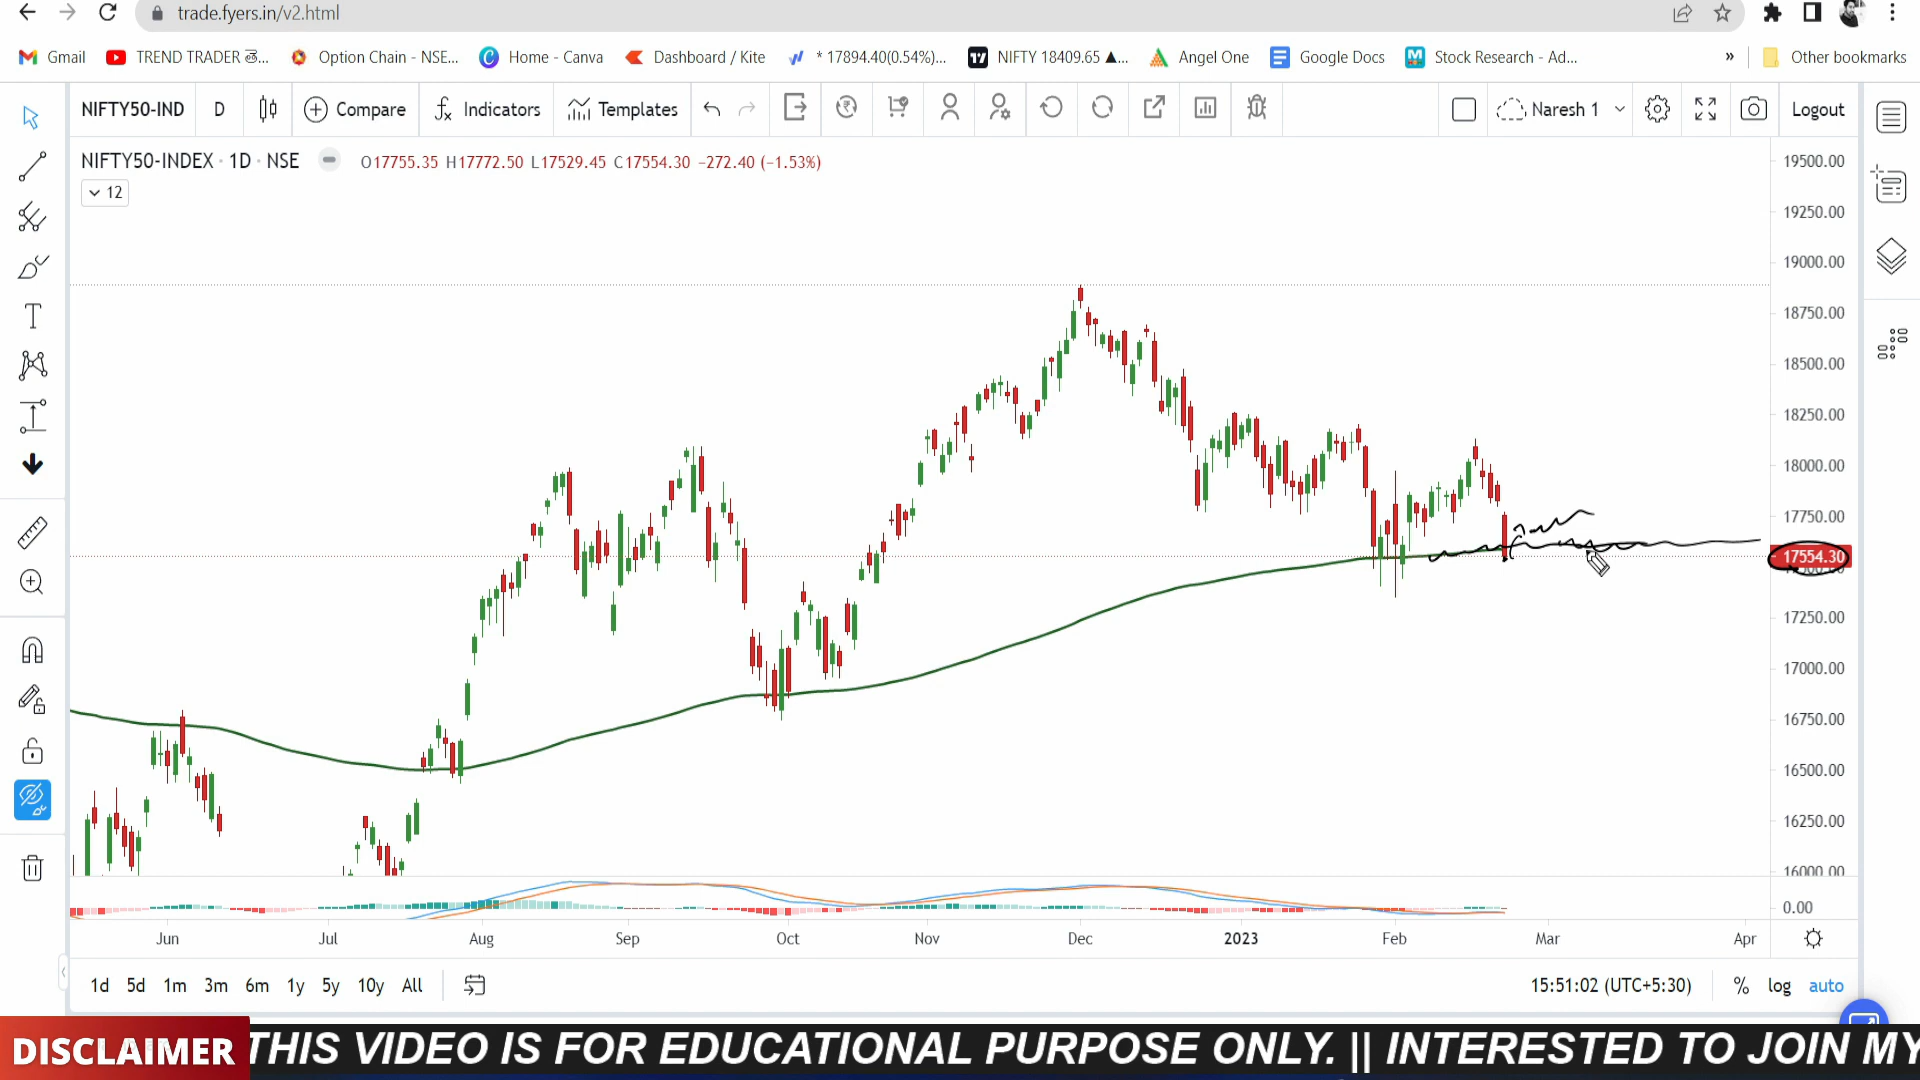 trade.fyers.in/v2.html
Gmail TREND TRADER తె... Option Chain - NSE... Home - Canva Dashboard / Kite * 17894.40(0.54%)... NIFTY 18409.65 ▲... Angel One Google Docs Stock Research - Ad... » Other bookmarks
NIFTY50-IND D Compare Indicators Templates Naresh 1 Logout
NIFTY50-INDEX · 1D · NSE O17755.35 H17772.50 L17529.45 C17554.30 −272.40 (−1.53%)
12
19500.00
19250.00
19000.00
18750.00
18500.00
18250.00
18000.00
17750.00
17554.30
17250.00
17000.00
16750.00
16500.00
16250.00
16000.00
0.00
Jun Jul Aug Sep Oct Nov Dec 2023 Feb Mar Apr
1d 5d 1m 3m 6m 1y 5y 10y All 15:51:02 (UTC+5:30) % log auto
DISCLAIMER THIS VIDEO IS FOR EDUCATIONAL PURPOSE ONLY. || INTERESTED TO JOIN MY